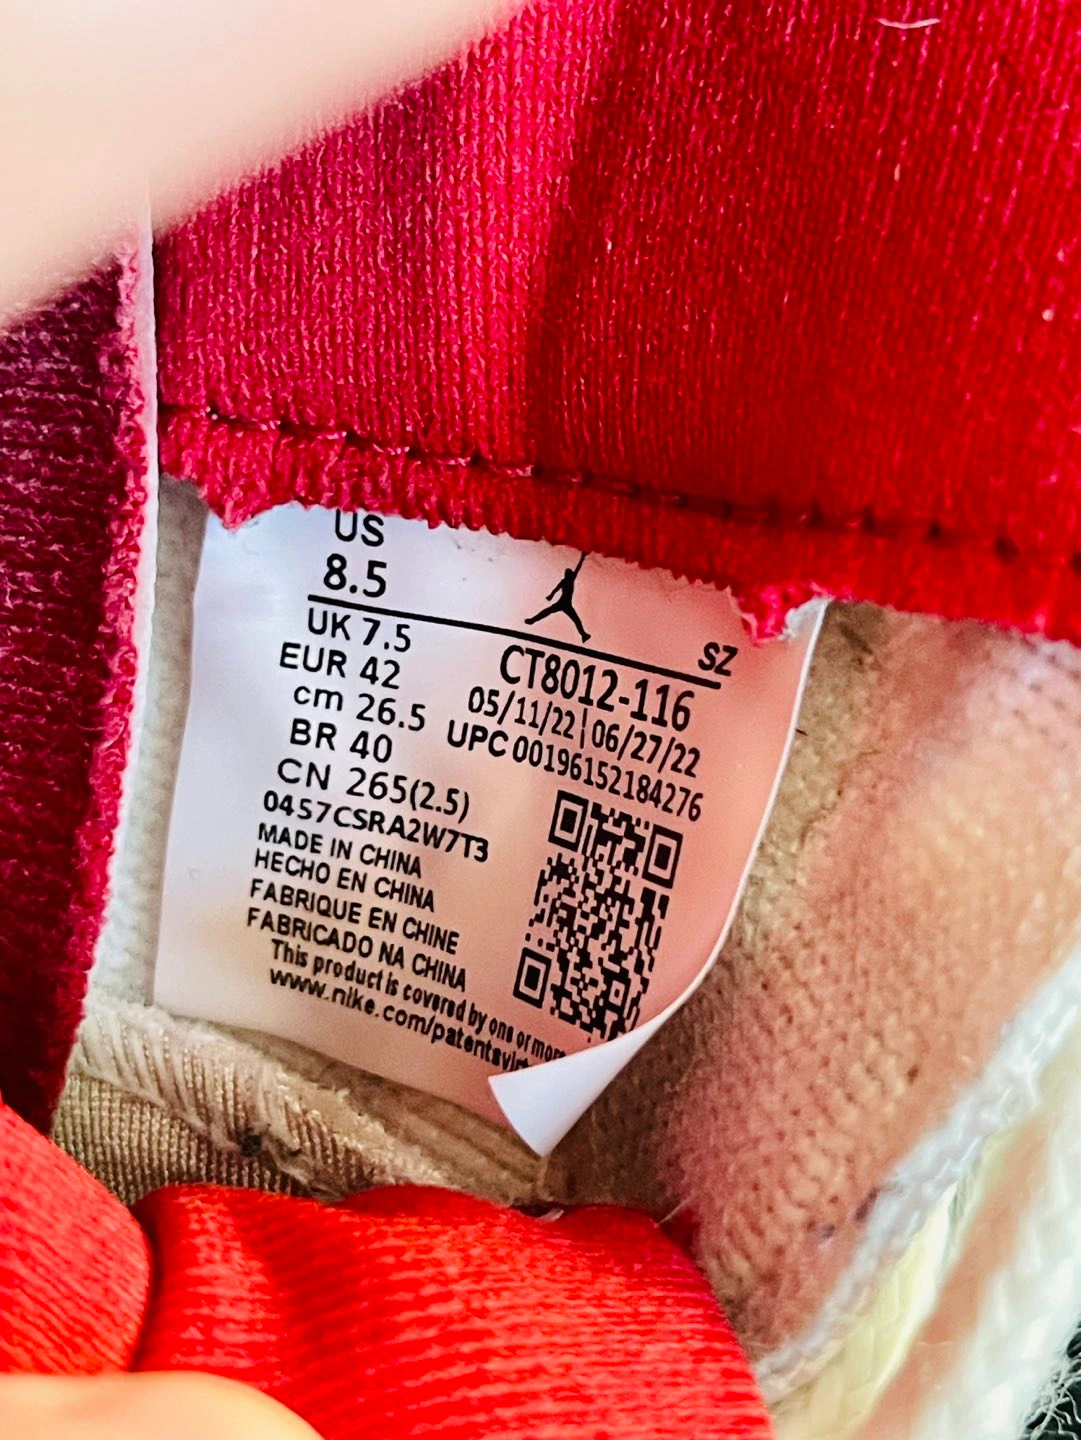 US
8.5
SZ
UK 7.5
EUR 42
cm 26.5
BR 40
CN 265(2.5)
CT8012-116
05/11/22|06/27/22
UPC 00196152184276
0457CSRA2W7T3
MADE IN CHINA
HECHO EN CHINA
FABRIQUE EN CHINE
FABRICADO NA CHINA
This product is covered by one or more
www.nike.com/patents